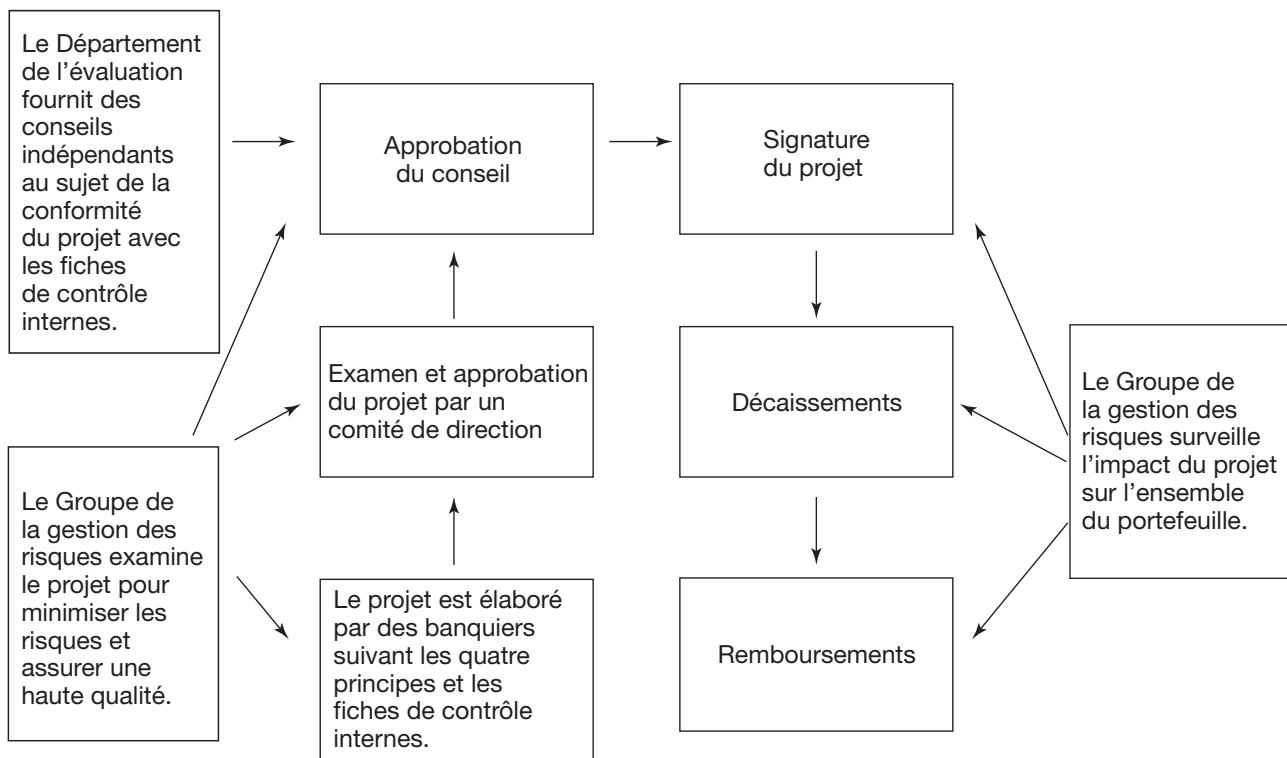 Le Département
de l'évaluation
fournit des
conseils
indépendants
au sujet de la
conformité
du projet avec
les fiches
de contrôle
internes.
Approbation
du conseil
Signature
du projet
Examen et approbation
du projet par un
comité de direction
Décaissements
Le Groupe de
la gestion des
risques surveille
l'impact du projet
sur l'ensemble
du portefeuille.
Le Groupe de
la gestion des
risques examine
le projet pour
minimiser les
risques et
assurer une
haute qualité.
Le projet est élaboré
par des banquiers
suivant les quatre
principes et les
fiches de contrôle
internes.
Remboursements